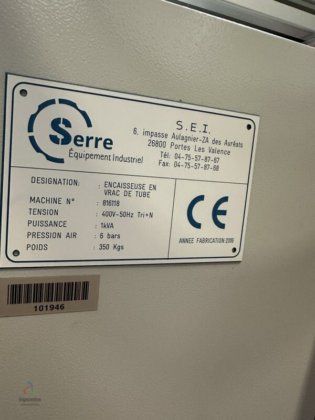 Serre
Équipement Industriel
S.E.I.
6, impasse Aulagnier-ZA des Auréats
26800 Portes Les Valence
Tél: 04-75-57-87-67
Fax: 04-75-57-87-68
DESIGNATION: : ENCAISSEUSE EN
VRAC DE TUBE
MACHINE N° : 816118
TENSION : 400V-50Hz Tri+N
PUISSANCE : 1kVA
PRESSION AIR : 6 bars
POIDS : 350 Kgs
CE
ANNEE FABRICATION 2000
101946